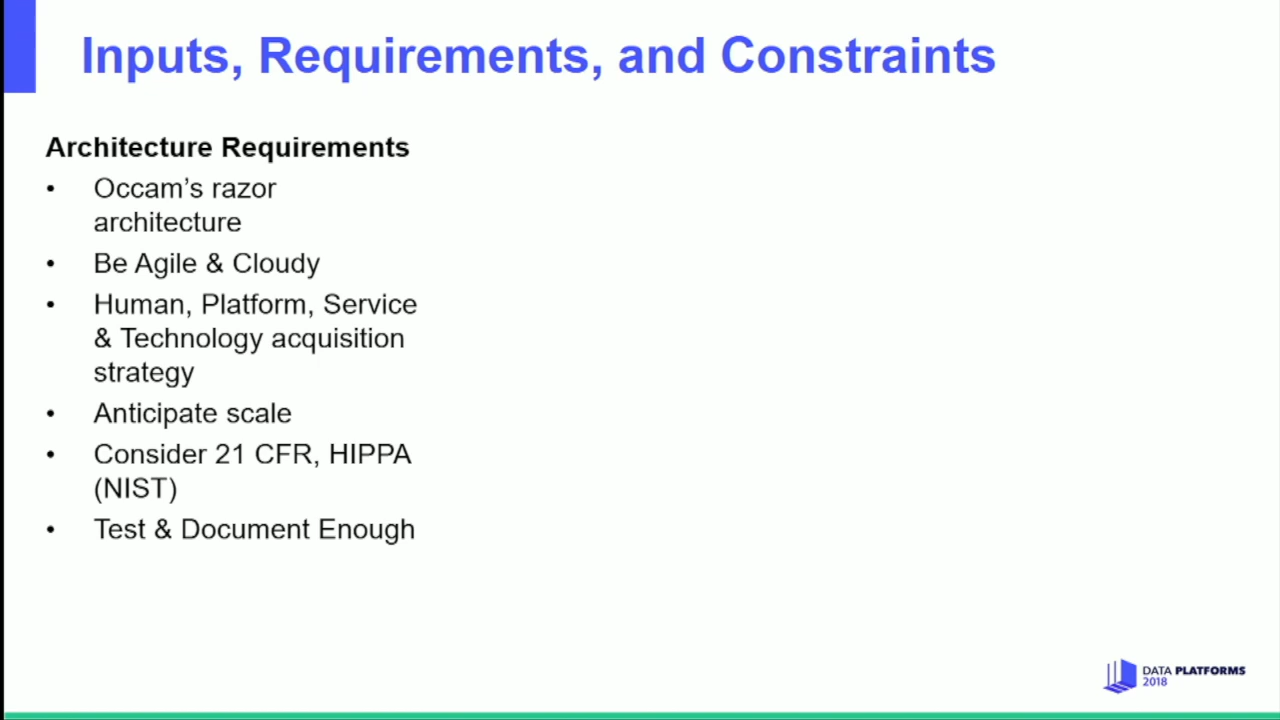 Inputs, Requirements, and Constraints
Architecture Requirements
• Occam’s razor
architecture
• Be Agile & Cloudy
• Human, Platform, Service
& Technology acquisition
strategy
• Anticipate scale
• Consider 21 CFR, HIPPA
(NIST)
• Test & Document Enough
DATA PLATFORMS
2018